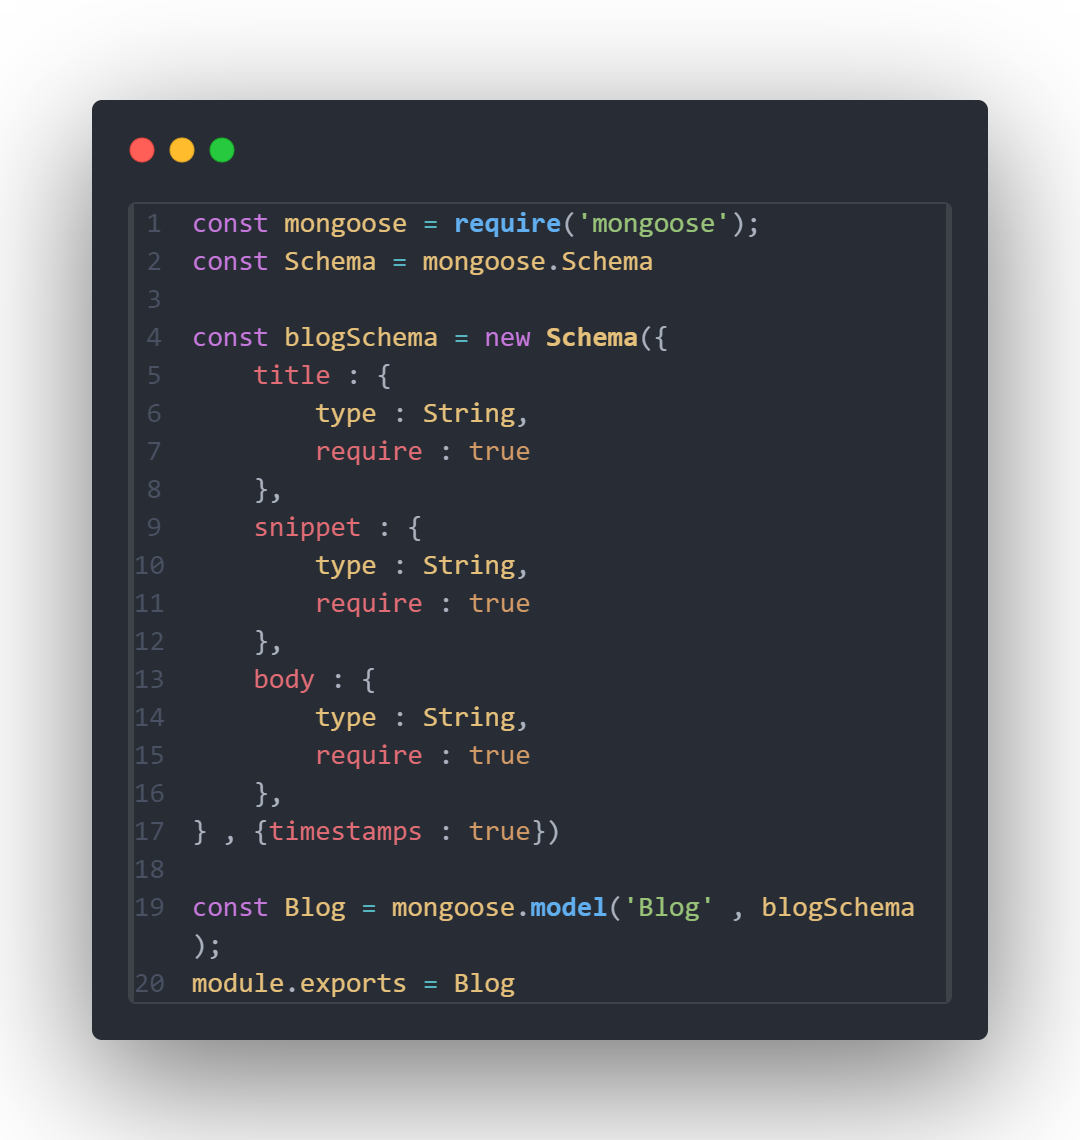 1 const mongoose = require('mongoose');
2 const Schema = mongoose.Schema
3
4 const blogSchema = new Schema({
5     title : {
6         type : String,
7         require : true
8     },
9     snippet : {
10         type : String,
11         require : true
12     },
13     body : {
14         type : String,
15         require : true
16     },
17 } , {timestamps : true})
18
19 const Blog = mongoose.model('Blog' , blogSchema
);
20 module.exports = Blog